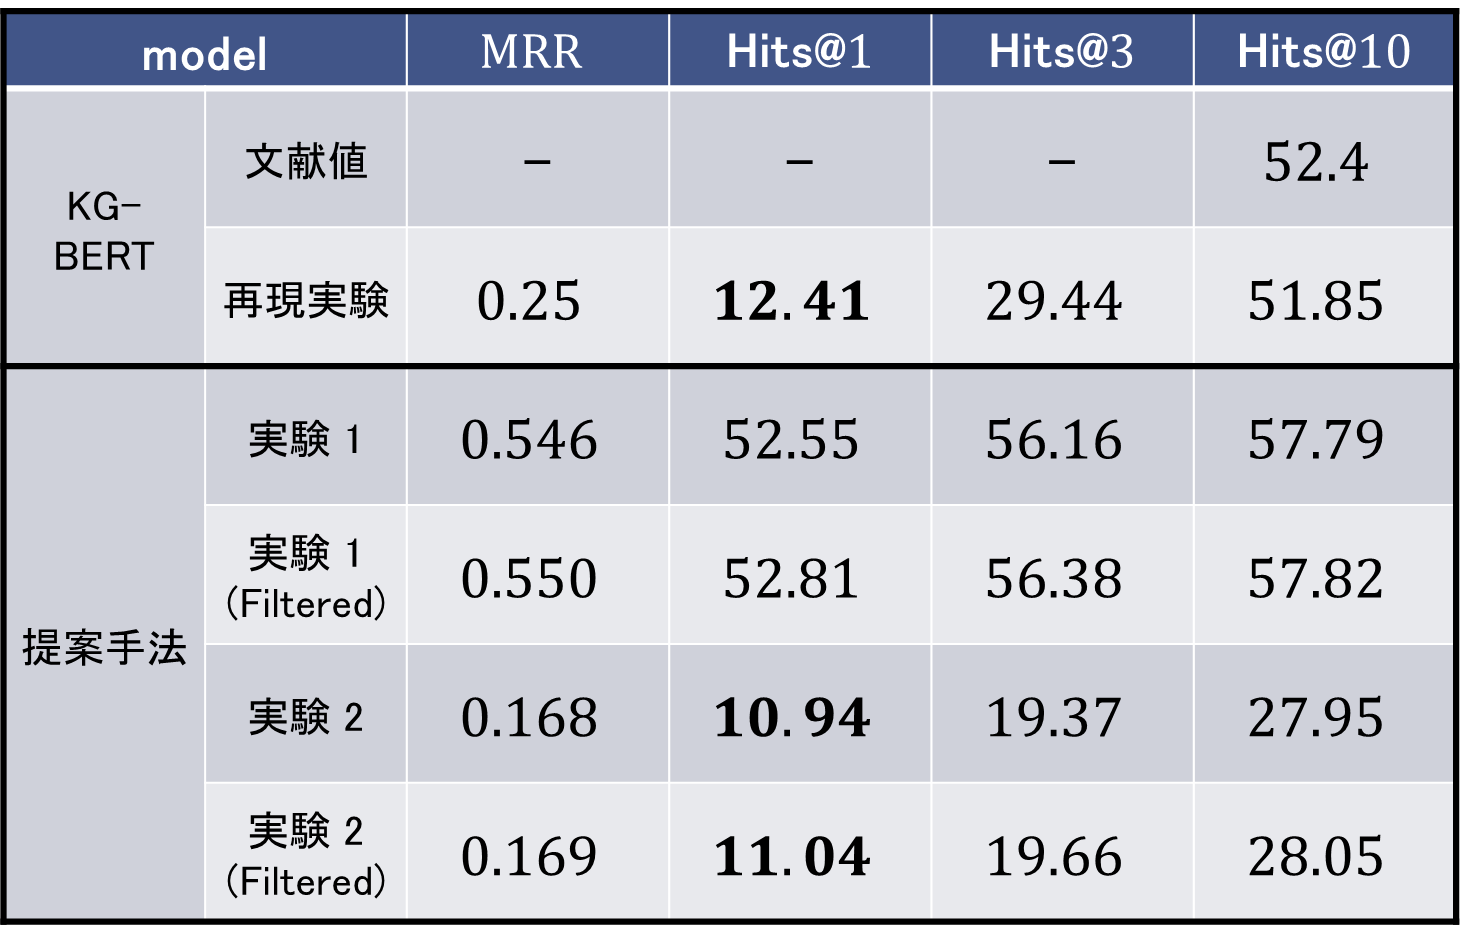 model MRR Hits@1 Hits@3 Hits@10
KG-
BERT
文献値 – – – 52.4
再現実験 0.25 12.41 29.44 51.85
提案手法
実験 1 0.546 52.55 56.16 57.79
実験 1
(Filtered) 0.550 52.81 56.38 57.82
実験 2 0.168 10.94 19.37 27.95
実験 2
(Filtered) 0.169 11.04 19.66 28.05